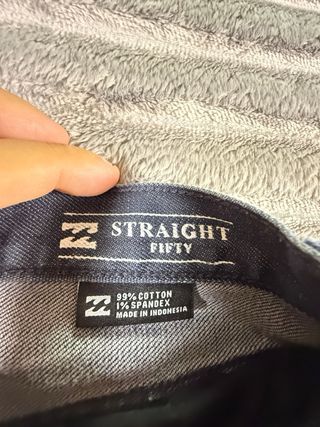 STRAIGHT
FIFTY
99% COTTON
1% SPANDEX
MADE IN INDONESIA